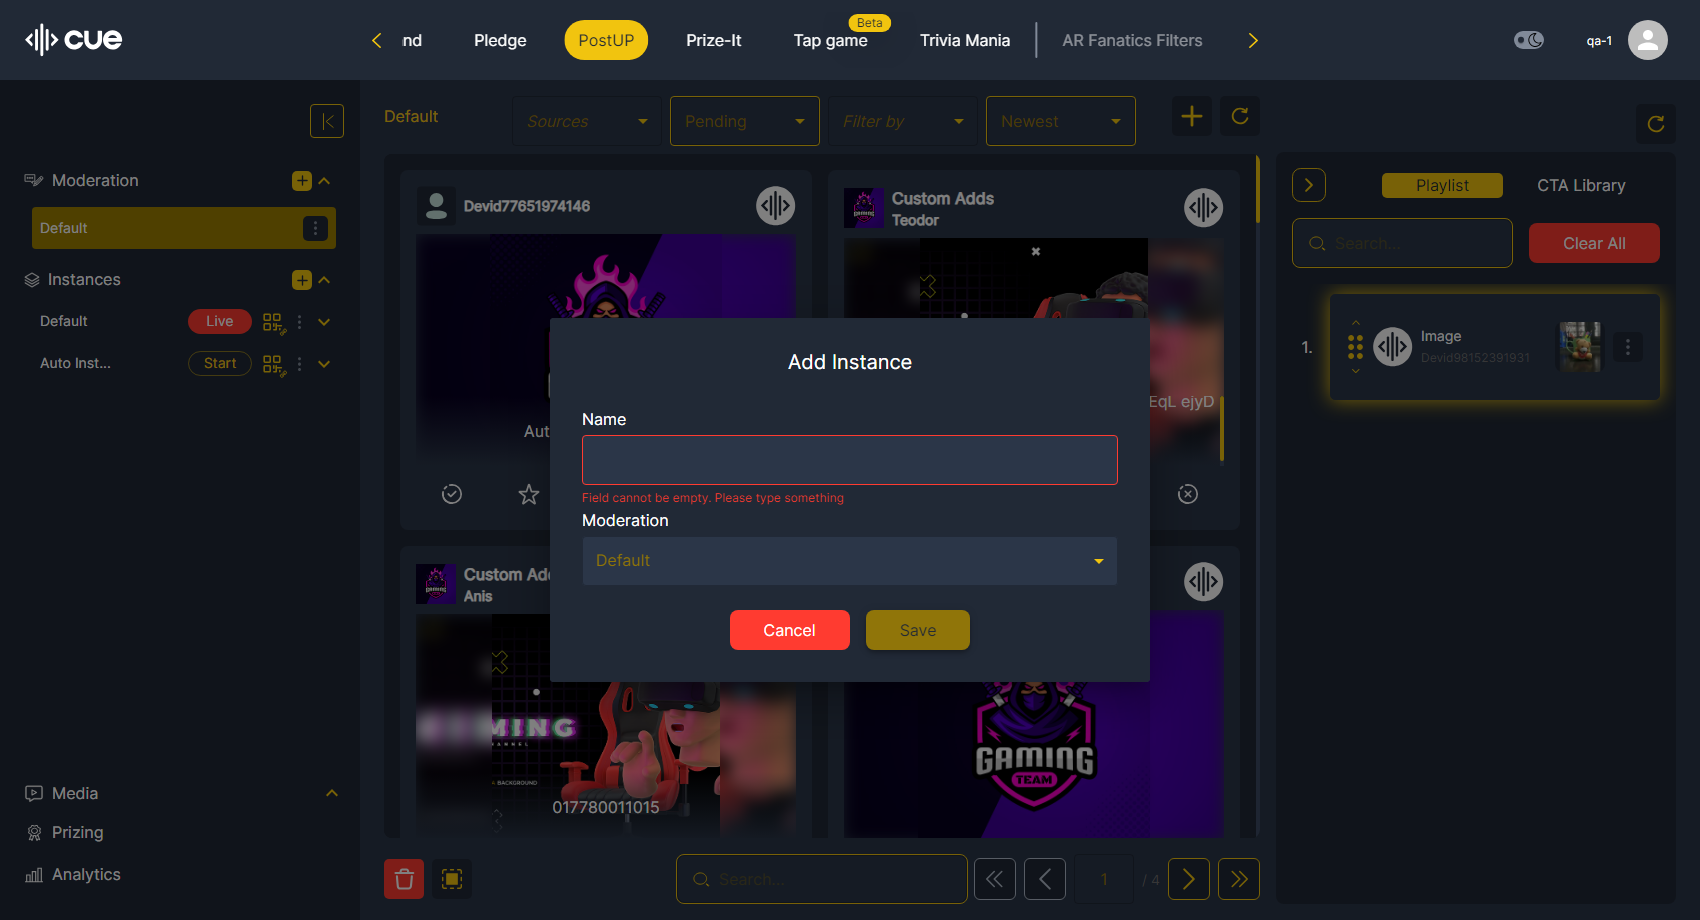 cue
nd
Pledge
PostUP
Prize-It
Tap game
Beta
Trivia Mania
AR Fanatics Filters
qa-1
Moderation
Default
Instances
Default
Live
Auto Inst...
Start
Media
Prizing
Analytics
Default
Sources
Pending
Filter by
Newest
Devid77651974146
Aut
Custom Adds
Teodor
EqL ejyD
Add Instance
Name
Field cannot be empty. Please type something
Moderation
Default
Cancel
Save
Custom Add
Anis
MING
BACKGROUND
017780011015
GAMING
TEAM
Search...
1
/ 4
Playlist
CTA Library
Search...
Clear All
1.
Image
Devid98152391931